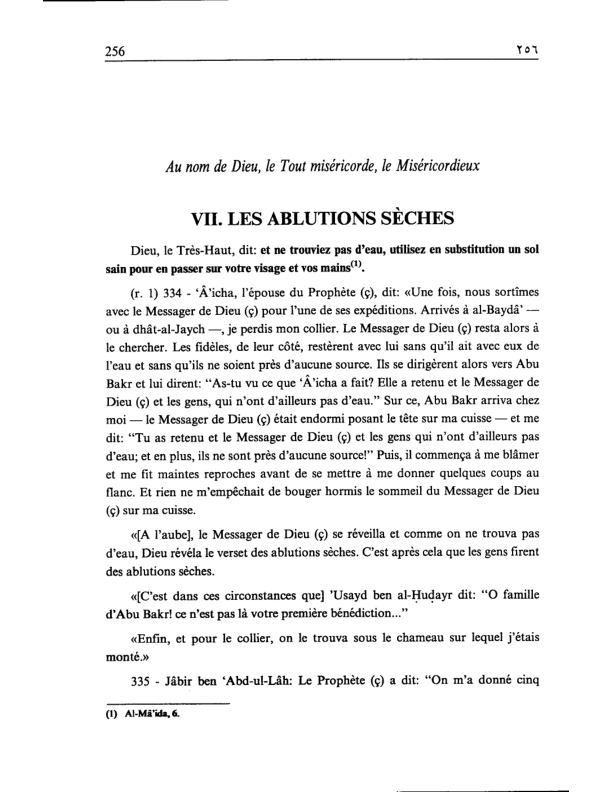 256 ٢٥٦
Au nom de Dieu, le Tout miséricorde, le Miséricordieux
VII. LES ABLUTIONS SÈCHES
Dieu, le Très-Haut, dit: et ne trouviez pas d'eau, utilisez en substitution un sol
sain pour en passer sur votre visage et vos mains(1).
(r. 1) 334 - ‘Â'icha, l'épouse du Prophète (ç), dit: «Une fois, nous sortîmes
avec le Messager de Dieu (ç) pour l'une de ses expéditions. Arrivés à al-Baydâ' —
ou à dhât-al-Jaych —, je perdis mon collier. Le Messager de Dieu (ç) resta alors à
le chercher. Les fidèles, de leur côté, restèrent avec lui sans qu'il ait avec eux de
l'eau et sans qu'ils ne soient près d'aucune source. Ils se dirigèrent alors vers Abu
Bakr et lui dirent: “As-tu vu ce que ‘Â'icha a fait? Elle a retenu et le Messager de
Dieu (ç) et les gens, qui n'ont d'ailleurs pas d'eau.” Sur ce, Abu Bakr arriva chez
moi — le Messager de Dieu (ç) était endormi posant le tête sur ma cuisse — et me
dit: “Tu as retenu et le Messager de Dieu (ç) et les gens qui n'ont d'ailleurs pas
d'eau; et en plus, ils ne sont près d'aucune source!” Puis, il commença à me blâmer
et me fit maintes reproches avant de se mettre à me donner quelques coups au
flanc. Et rien ne m'empêchait de bouger hormis le sommeil du Messager de Dieu
(ç) sur ma cuisse.
«[A l'aube], le Messager de Dieu (ç) se réveilla et comme on ne trouva pas
d'eau, Dieu révéla le verset des ablutions sèches. C'est après cela que les gens firent
des ablutions sèches.
«[C'est dans ces circonstances que] 'Usayd ben al-Ḥuḍayr dit: “O famille
d'Abu Bakr! ce n'est pas là votre première bénédiction...”
«Enfin, et pour le collier, on le trouva sous le chameau sur lequel j'étais
monté.»
335 - Jâbir ben ‘Abd-ul-Lâh: Le Prophète (ç) a dit: “On m'a donné cinq
(1) Al-Mâ'ida, 6.